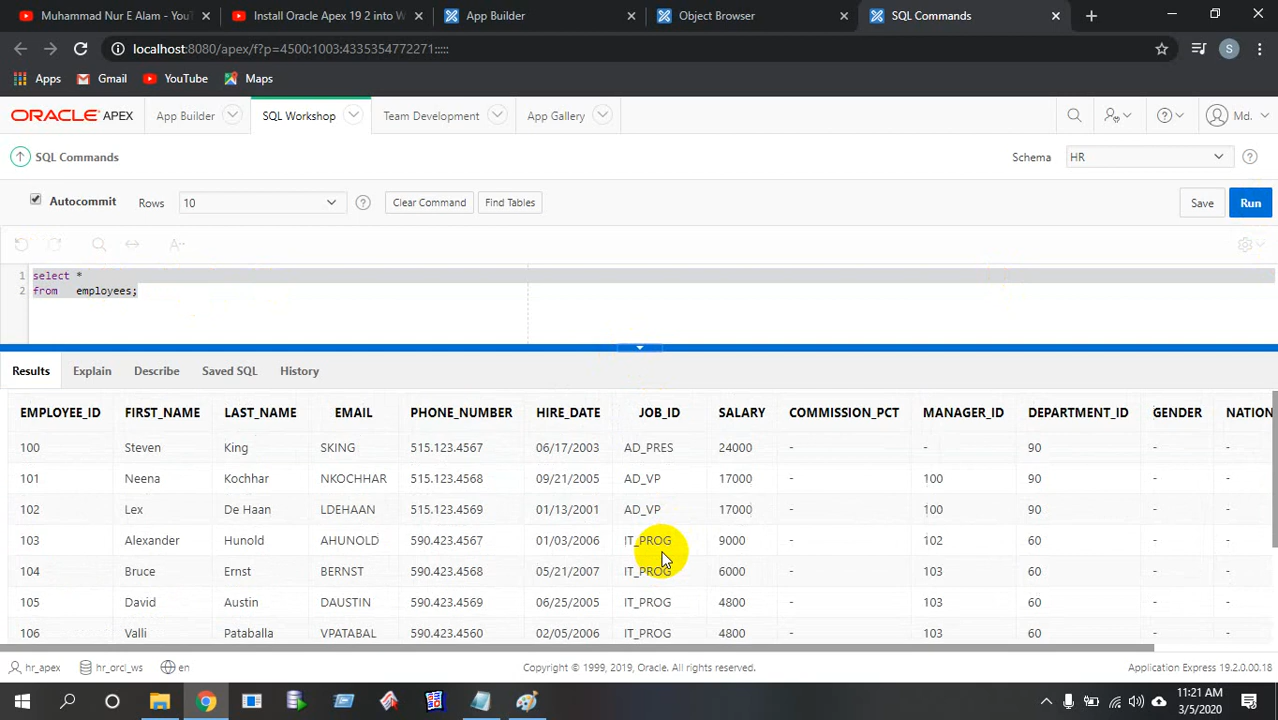 Muhammad Nur E Alam - YouT
Install Oracle Apex 19 2 into W
App Builder
Object Browser
SQL Commands
localhost:8080/apex/f?p=4500:1003:4335354772271:::::
S
Apps
Gmail
YouTube
Maps
ORACLE APEX
App Builder
SQL Workshop
Team Development
App Gallery
Md.
SQL Commands
Schema
HR
Autocommit
Rows
10
Clear Command
Find Tables
Save
Run
1 select *
2 from employees;
Results
Explain
Describe
Saved SQL
History
EMPLOYEE_ID FIRST_NAME LAST_NAME EMAIL PHONE_NUMBER HIRE_DATE JOB_ID SALARY COMMISSION_PCT MANAGER_ID DEPARTMENT_ID GENDER NATION
100 Steven King SKING 515.123.4567 06/17/2003 AD_PRES 24000 - - 90 - -
101 Neena Kochhar NKOCHHAR 515.123.4568 09/21/2005 AD_VP 17000 - 100 90 - -
102 Lex De Haan LDEHAAN 515.123.4569 01/13/2001 AD_VP 17000 - 100 90 - -
103 Alexander Hunold AHUNOLD 590.423.4567 01/03/2006 IT_PROG 9000 - 102 60 - -
104 Bruce Ernst BERNST 590.423.4568 05/21/2007 IT_PROG 6000 - 103 60 - -
105 David Austin DAUSTIN 590.423.4569 06/25/2005 IT_PROG 4800 - 103 60 - -
106 Valli Pataballa VPATABAL 590.423.4560 02/05/2006 IT_PROG 4800 - 103 60 - -
hr_apex
hr_orcl_ws
en
Copyright © 1999, 2019, Oracle. All rights reserved.
Application Express 19.2.0.00.18
11:21 AM
3/5/2020